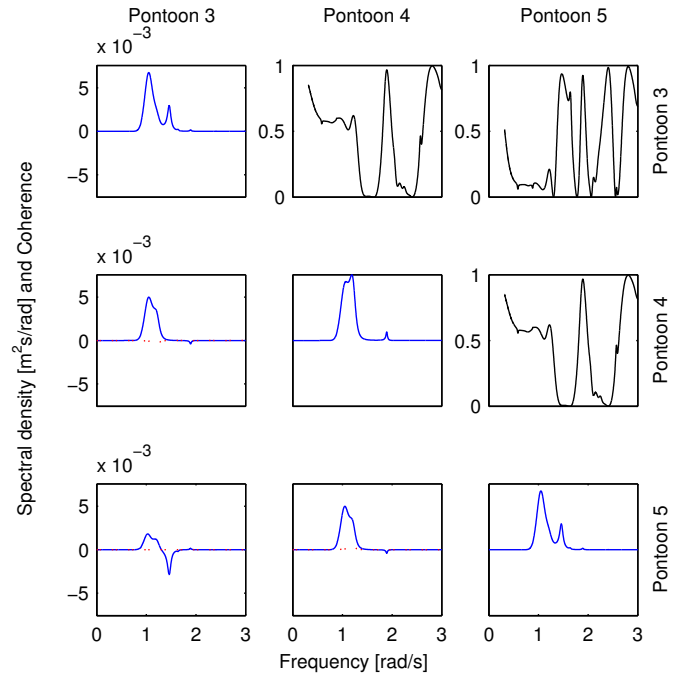 Pontoon 3 Pontoon 4 Pontoon 5
x 10^−3
5
0
−5
1
0.5
0
1
0.5
0
Pontoon 3
x 10^−3
5
0
−5
1
0.5
0
Pontoon 4
x 10^−3
5
0
−5
Pontoon 5
0 1 2 3 0 1 2 3 0 1 2 3
Frequency [rad/s]
Spectral density [m²s/rad] and Coherence